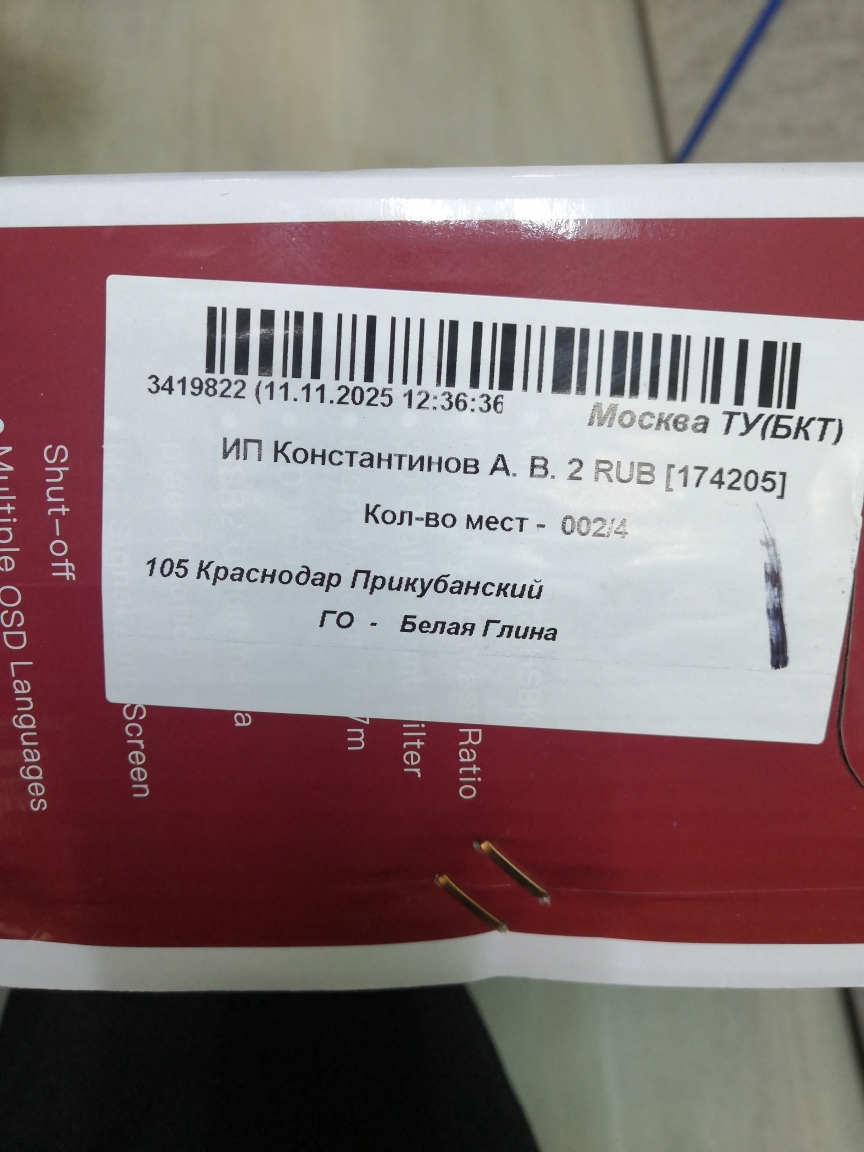 3419822 (11.11.2025 12:36:36
Москва ТУ(БКТ)
ИП Константинов А. В. 2 RUB [174205]
Кол-во мест - 002/4
105 Краснодар Прикубанский
ГО - Белая Глина
Shut-off
Multiple OSD Languages
Screen
Ratio